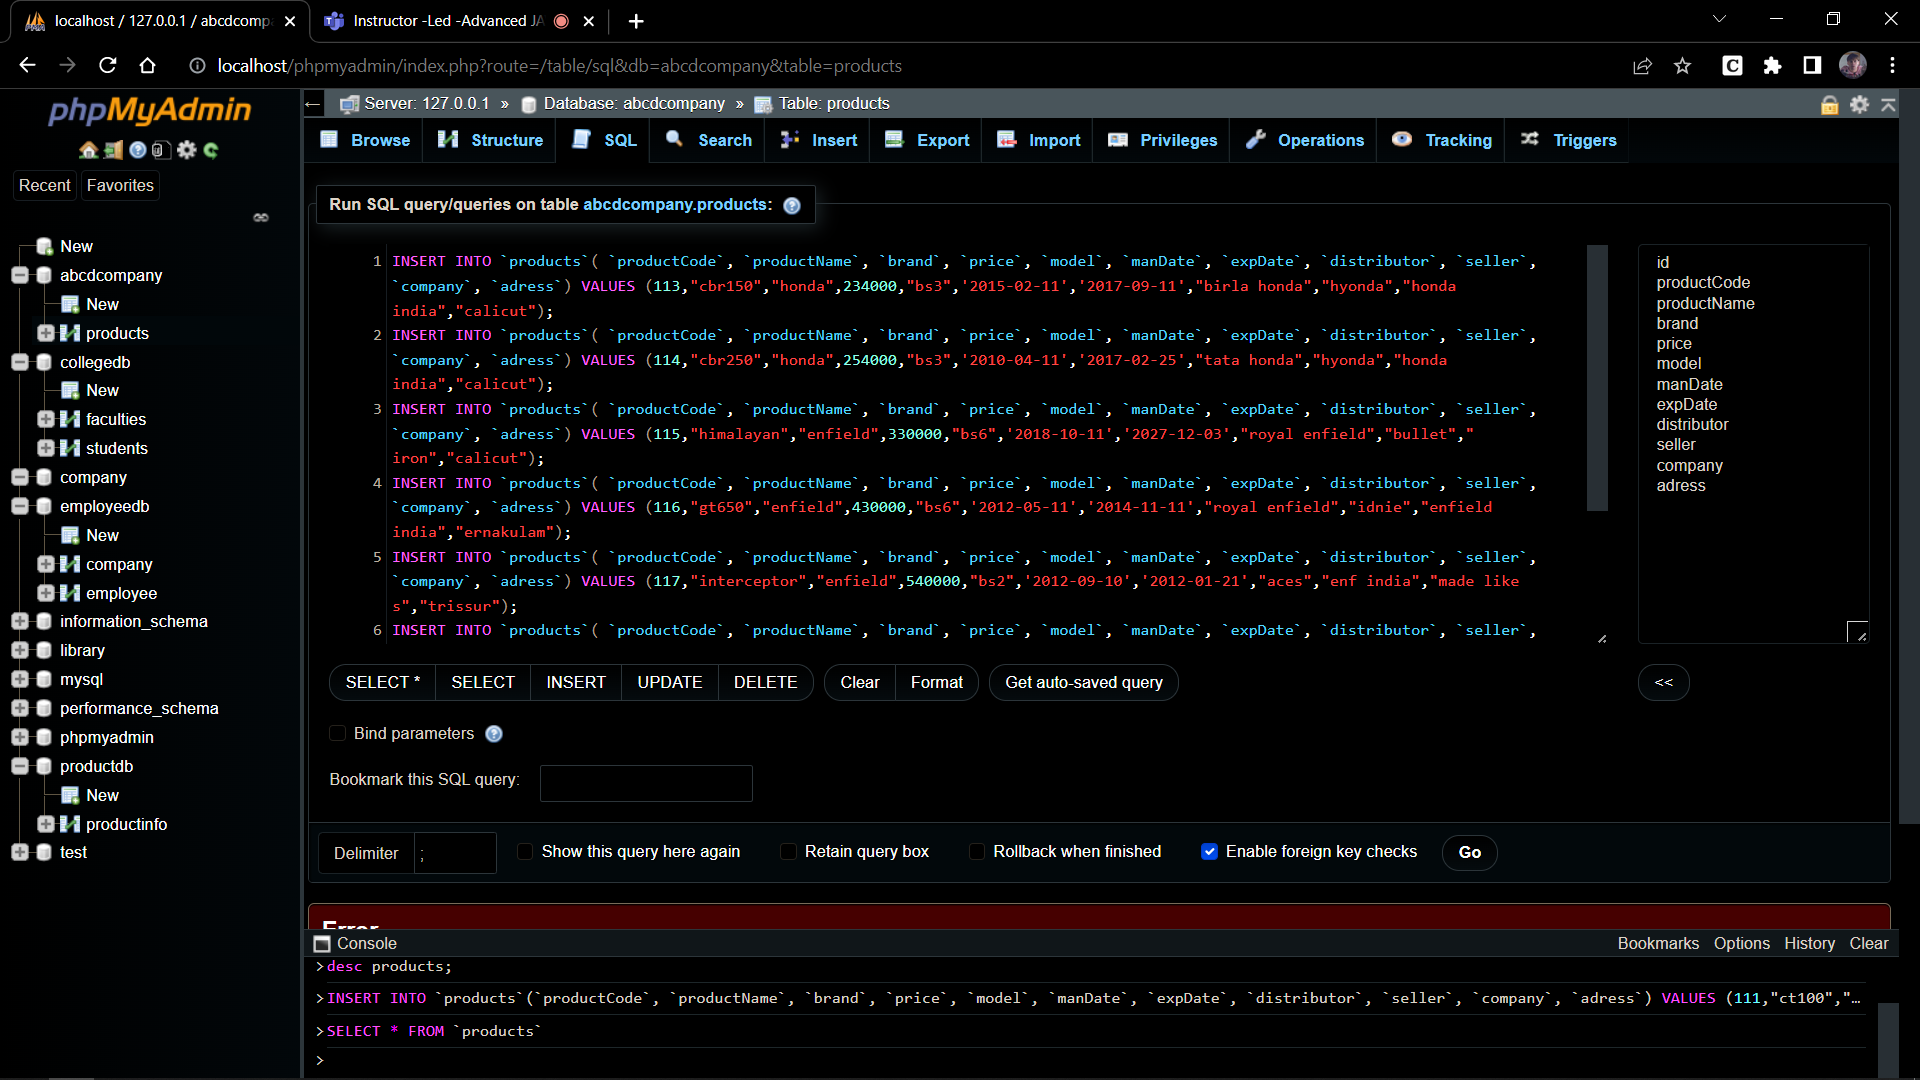 localhost / 127.0.0.1 / abcdcomp
Instructor -Led -Advanced JA
localhost/phpmyadmin/index.php?route=/table/sql&db=abcdcompany&table=products
phpMyAdmin
Recent
Favorites
New
abcdcompany
New
products
collegedb
New
faculties
students
company
employeedb
New
company
employee
information_schema
library
mysql
performance_schema
phpmyadmin
productdb
New
productinfo
test
Server: 127.0.0.1 » Database: abcdcompany » Table: products
Browse Structure SQL Search Insert Export Import Privileges Operations Tracking Triggers
Run SQL query/queries on table abcdcompany.products:
1 INSERT INTO `products`( `productCode`, `productName`, `brand`, `price`, `model`, `manDate`, `expDate`, `distributor`, `seller`,
`company`, `adress`) VALUES (113,"cbr150","honda",234000,"bs3",'2015-02-11','2017-09-11',"birla honda","hyonda","honda
india","calicut");
2 INSERT INTO `products`( `productCode`, `productName`, `brand`, `price`, `model`, `manDate`, `expDate`, `distributor`, `seller`,
`company`, `adress`) VALUES (114,"cbr250","honda",254000,"bs3",'2010-04-11','2017-02-25',"tata honda","hyonda","honda
india","calicut");
3 INSERT INTO `products`( `productCode`, `productName`, `brand`, `price`, `model`, `manDate`, `expDate`, `distributor`, `seller`,
`company`, `adress`) VALUES (115,"himalayan","enfield",330000,"bs6",'2018-10-11','2027-12-03',"royal enfield","bullet","
iron","calicut");
4 INSERT INTO `products`( `productCode`, `productName`, `brand`, `price`, `model`, `manDate`, `expDate`, `distributor`, `seller`,
`company`, `adress`) VALUES (116,"gt650","enfield",430000,"bs6",'2012-05-11','2014-11-11',"royal enfield","idnie","enfield
india","ernakulam");
5 INSERT INTO `products`( `productCode`, `productName`, `brand`, `price`, `model`, `manDate`, `expDate`, `distributor`, `seller`,
`company`, `adress`) VALUES (117,"interceptor","enfield",540000,"bs2",'2012-09-10','2012-01-21',"aces","enf india","made like
s","trissur");
6 INSERT INTO `products`( `productCode`, `productName`, `brand`, `price`, `model`, `manDate`, `expDate`, `distributor`, `seller`,
id
productCode
productName
brand
price
model
manDate
expDate
distributor
seller
company
adress
SELECT * SELECT INSERT UPDATE DELETE Clear Format Get auto-saved query <<
Bind parameters
Bookmark this SQL query:
Delimiter ; Show this query here again Retain query box Rollback when finished Enable foreign key checks Go
Error
Console Bookmarks Options History Clear
>desc products;
>INSERT INTO `products`(`productCode`, `productName`, `brand`, `price`, `model`, `manDate`, `expDate`, `distributor`, `seller`, `company`, `adress`) VALUES (111,"ct100","…
>SELECT * FROM `products`
>